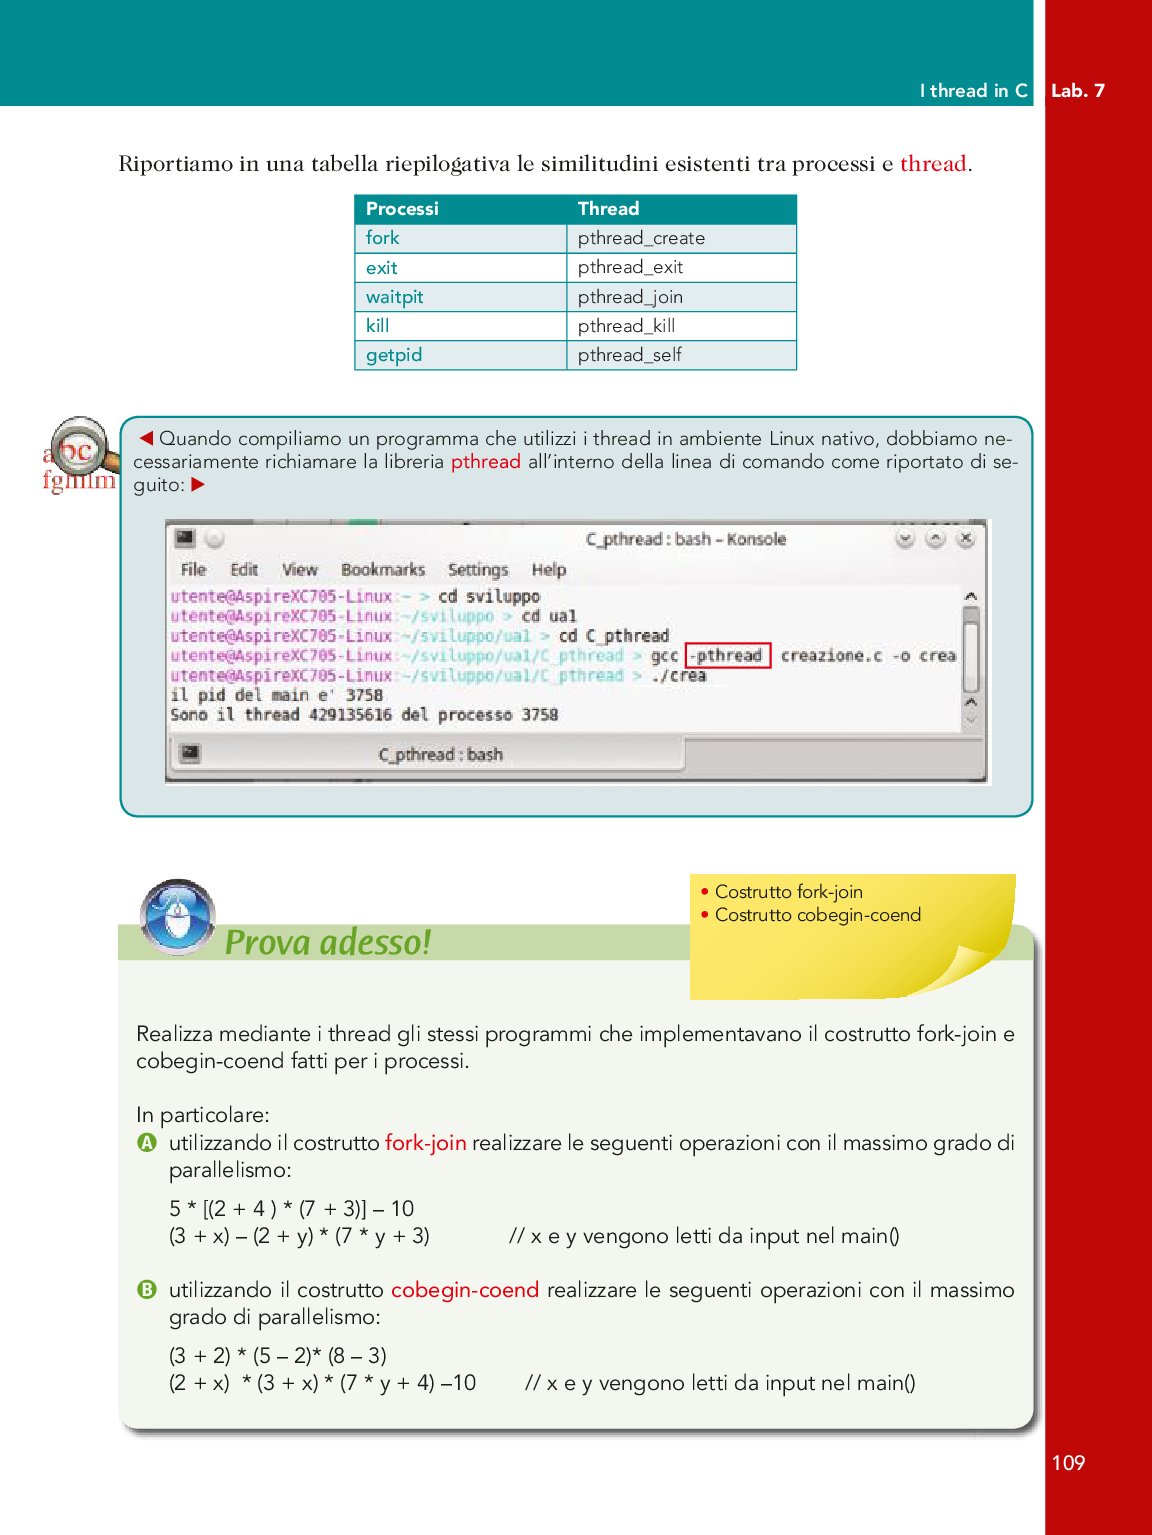 I thread in C Lab. 7
Riportiamo in una tabella riepilogativa le similitudini esistenti tra processi e thread.
Processi Thread
fork pthread_create
exit pthread_exit
waitpit pthread_join
kill pthread_kill
getpid pthread_self
abc
fghilm
◀ Quando compiliamo un programma che utilizzi i thread in ambiente Linux nativo, dobbiamo ne-
cessariamente richiamare la libreria pthread all'interno della linea di comando come riportato di se-
guito: ▶
C_pthread : bash – Konsole
File Edit View Bookmarks Settings Help
utente@AspireXC705-Linux:~ > cd sviluppo
utente@AspireXC705-Linux:~/sviluppo > cd ua1
utente@AspireXC705-Linux:~/sviluppo/ua1 > cd C_pthread
utente@AspireXC705-Linux:~/sviluppo/ua1/C_pthread > gcc -pthread creazione.c -o crea
utente@AspireXC705-Linux:~/sviluppo/ua1/C_pthread > ./crea
il pid del main e' 3758
Sono il thread 429135616 del processo 3758
C_pthread : bash
• Costrutto fork-join
• Costrutto cobegin-coend
Prova adesso!
Realizza mediante i thread gli stessi programmi che implementavano il costrutto fork-join e
cobegin-coend fatti per i processi.
In particolare:
A utilizzando il costrutto fork-join realizzare le seguenti operazioni con il massimo grado di
parallelismo:
5 * [(2 + 4 ) * (7 + 3)] – 10
(3 + x) – (2 + y) * (7 * y + 3) // x e y vengono letti da input nel main()
B utilizzando il costrutto cobegin-coend realizzare le seguenti operazioni con il massimo
grado di parallelismo:
(3 + 2) * (5 – 2)* (8 – 3)
(2 + x) * (3 + x) * (7 * y + 4) –10 // x e y vengono letti da input nel main()
109